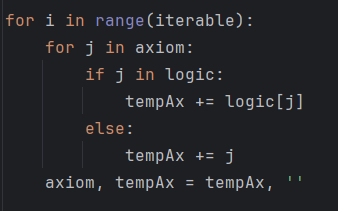 for i in range(iterable):
    for j in axiom:
        if j in logic:
            tempAx += logic[j]
        else:
            tempAx += j
    axiom, tempAx = tempAx, ''